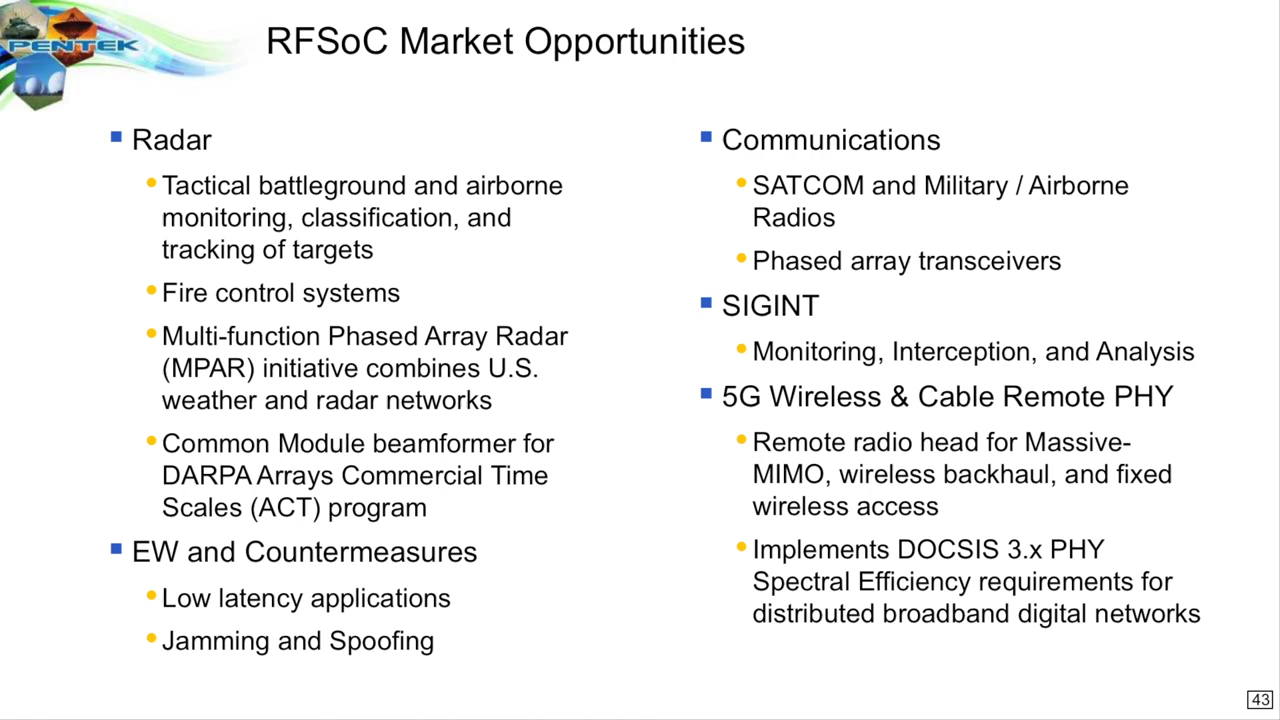 PENTEK
RFSoC Market Opportunities
Radar
Tactical battleground and airborne
monitoring, classification, and
tracking of targets
Fire control systems
Multi-function Phased Array Radar
(MPAR) initiative combines U.S.
weather and radar networks
Common Module beamformer for
DARPA Arrays Commercial Time
Scales (ACT) program
EW and Countermeasures
Low latency applications
Jamming and Spoofing
Communications
SATCOM and Military / Airborne
Radios
Phased array transceivers
SIGINT
Monitoring, Interception, and Analysis
5G Wireless & Cable Remote PHY
Remote radio head for Massive-
MIMO, wireless backhaul, and fixed
wireless access
Implements DOCSIS 3.x PHY
Spectral Efficiency requirements for
distributed broadband digital networks
43